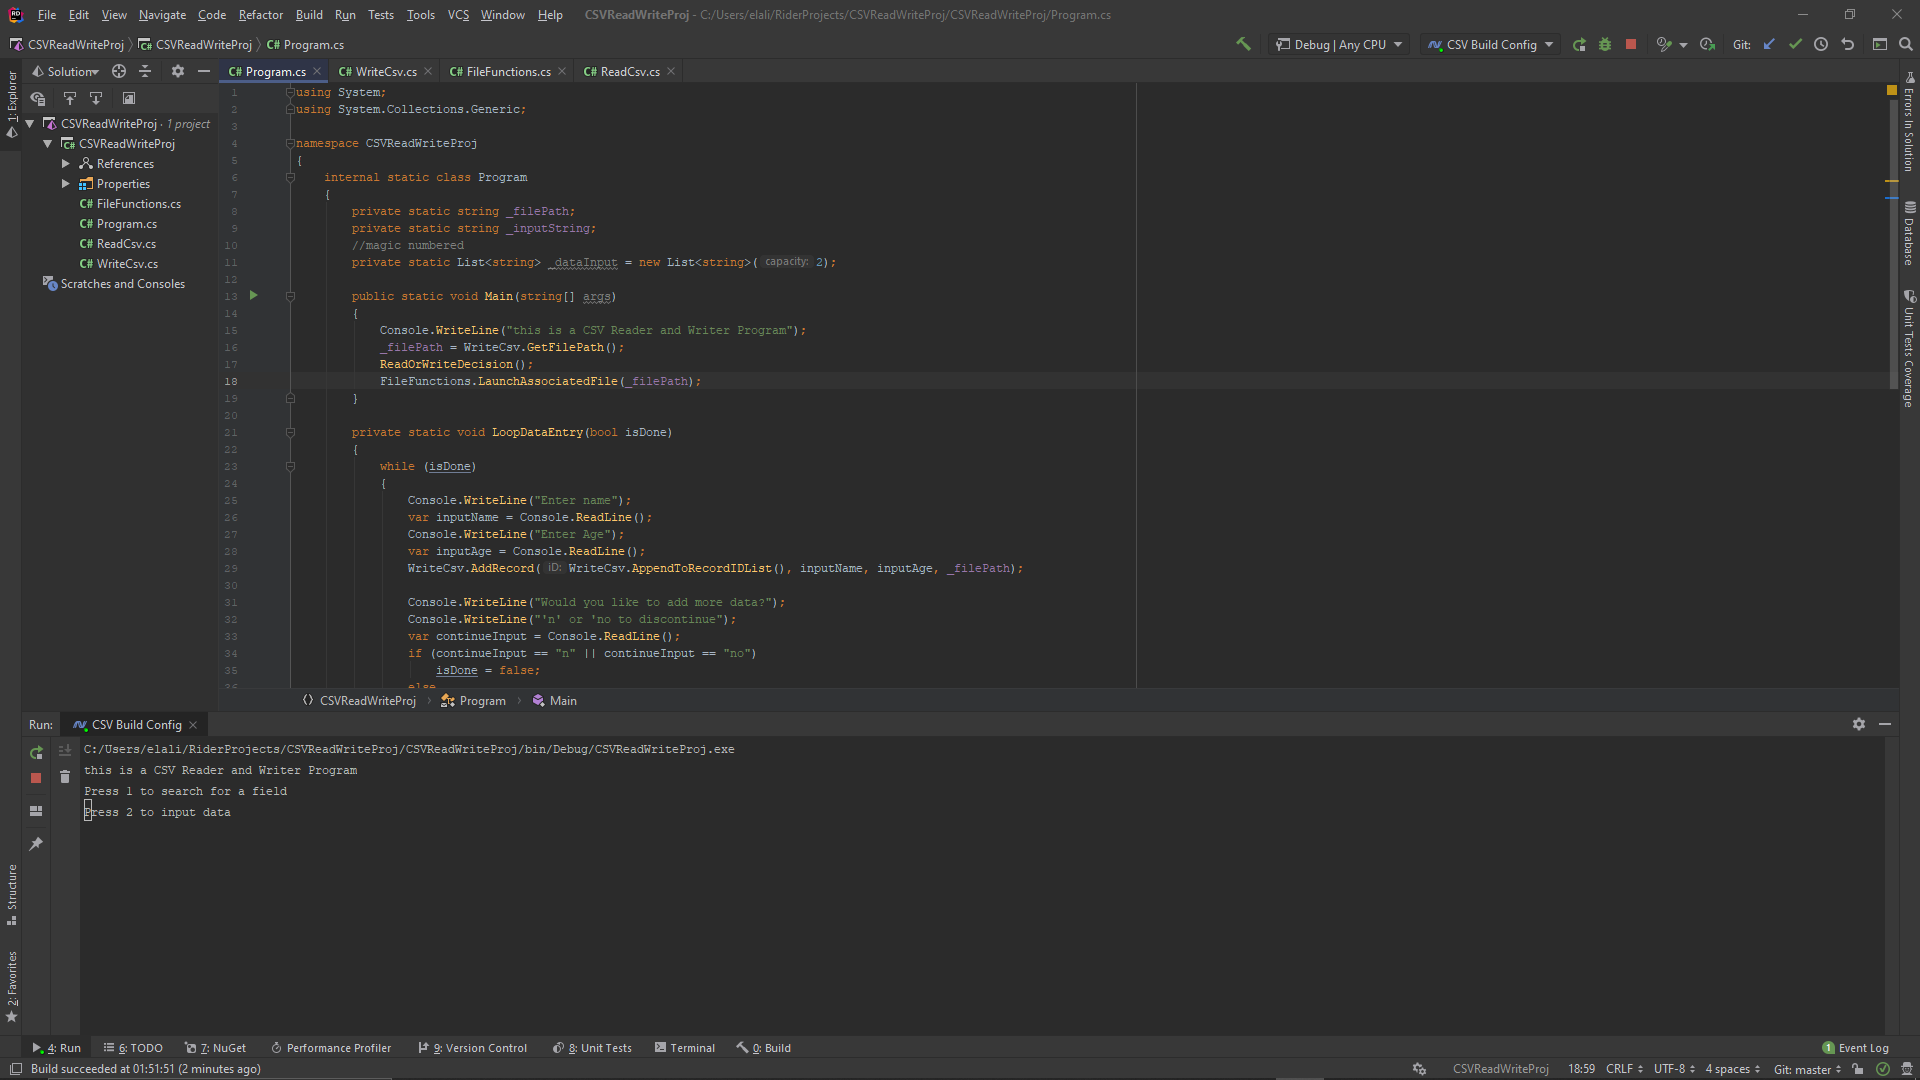 File Edit View Navigate Code Refactor Build Run Tests Tools VCS Window Help CSVReadWriteProj - C:/Users/elali/RiderProjects/CSVReadWriteProj/CSVReadWriteProj/Program.cs
CSVReadWriteProj CSVReadWriteProj C# Program.cs Debug | Any CPU CSV Build Config Git:
Solution C# Program.cs C# WriteCsv.cs C# FileFunctions.cs C# ReadCsv.cs
1: Explorer
CSVReadWriteProj · 1 project
CSVReadWriteProj
References
Properties
C# FileFunctions.cs
C# Program.cs
C# ReadCsv.cs
C# WriteCsv.cs
Scratches and Consoles
1 using System;
2 using System.Collections.Generic;
3
4 namespace CSVReadWriteProj
5 {
6 internal static class Program
7 {
8 private static string _filePath;
9 private static string _inputString;
10 //magic numbered
11 private static List<string> _dataInput = new List<string>( capacity: 2);
12
13 public static void Main(string[] args)
14 {
15 Console.WriteLine("this is a CSV Reader and Writer Program");
16 _filePath = WriteCsv.GetFilePath();
17 ReadOrWriteDecision();
18 FileFunctions.LaunchAssociatedFile(_filePath);
19 }
20
21 private static void LoopDataEntry(bool isDone)
22 {
23 while (isDone)
24 {
25 Console.WriteLine("Enter name");
26 var inputName = Console.ReadLine();
27 Console.WriteLine("Enter Age");
28 var inputAge = Console.ReadLine();
29 WriteCsv.AddRecord( iD: WriteCsv.AppendToRecordIDList(), inputName, inputAge, _filePath);
30
31 Console.WriteLine("Would you like to add more data?");
32 Console.WriteLine("'n' or 'no to discontinue");
33 var continueInput = Console.ReadLine();
34 if (continueInput == "n" || continueInput == "no")
35 isDone = false;
36 else
Errors In Solution
Database
Unit Tests Coverage
CSVReadWriteProj Program Main
Run: CSV Build Config
C:/Users/elali/RiderProjects/CSVReadWriteProj/CSVReadWriteProj/bin/Debug/CSVReadWriteProj.exe
this is a CSV Reader and Writer Program
Press 1 to search for a field
Press 2 to input data
Structure
2: Favorites
4: Run 6: TODO 7: NuGet Performance Profiler 9: Version Control 8: Unit Tests Terminal 0: Build 1 Event Log
Build succeeded at 01:51:51 (2 minutes ago) CSVReadWriteProj 18:59 CRLF UTF-8 4 spaces Git: master